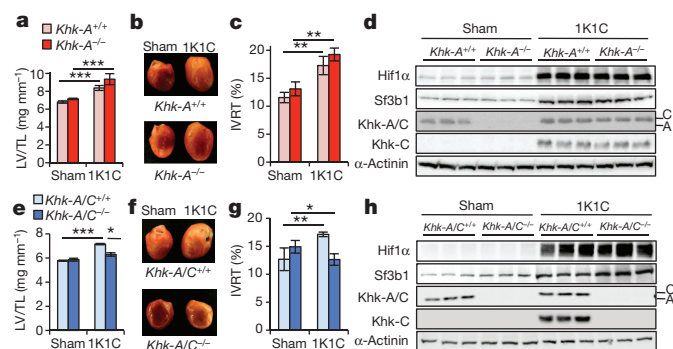 a
Khk-A+/+
Khk-A−/−
LV/TL (mg mm−1)
***
***
10
8
6
4
2
0
Sham 1K1C
b
Sham 1K1C
Khk-A+/+
Khk-A−/−
c
IVRT (%)
**
**
20
15
10
5
0
Sham 1K1C
d
Sham 1K1C
Khk-A+/+ Khk-A−/− Khk-A+/+ Khk-A−/−
Hif1α
Sf3b1
Khk-A/C
C
A
Khk-C
α-Actinin
e
Khk-A/C+/+
Khk-A/C−/−
LV/TL (mg mm−1)
***
*
8
6
4
2
0
Sham 1K1C
f
Sham 1K1C
Khk-A/C+/+
Khk-A/C−/−
g
IVRT (%)
*
**
20
15
10
5
0
Sham 1K1C
h
Sham 1K1C
Khk-A/C+/+ Khk-A/C−/− Khk-A/C+/+ Khk-A/C−/−
Hif1α
Sf3b1
Khk-A/C
C
A
Khk-C
α-Actinin